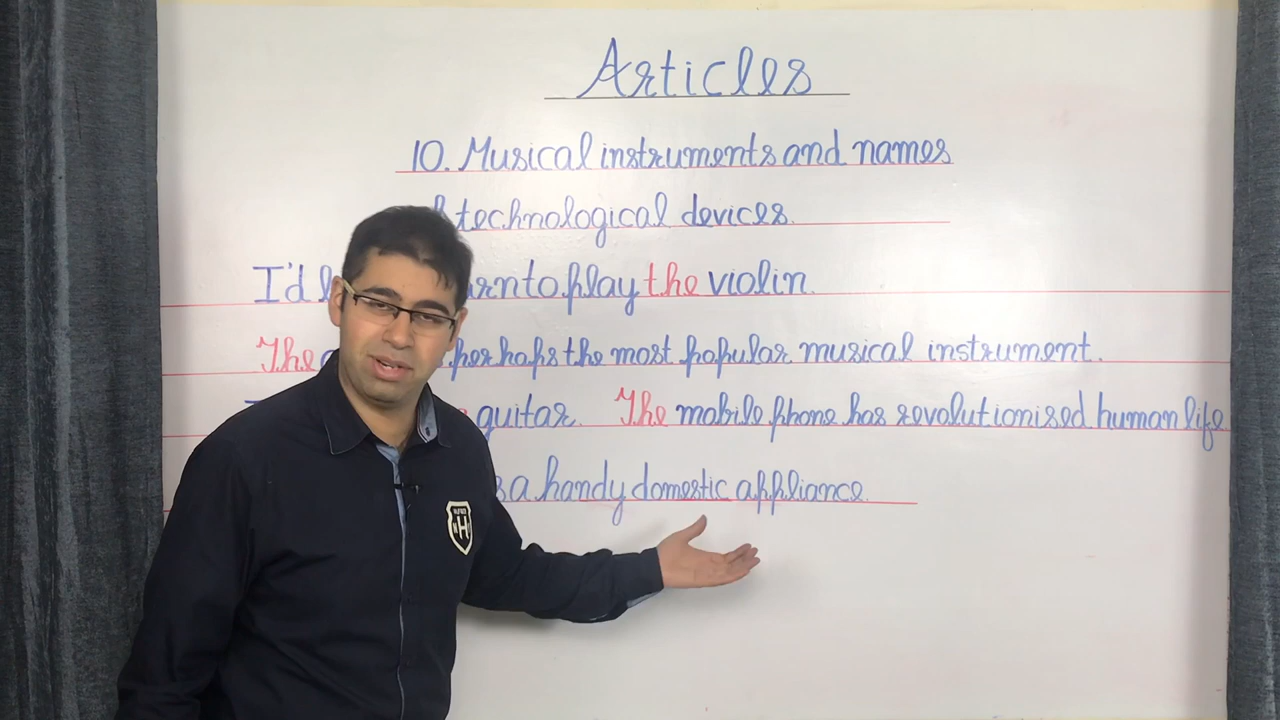 Articles
10. Musical instruments and names
technological devices.
I'd to play the violin.
The perhaps the most popular musical instrument.
guitar. The mobile phone has revolutionised human life
a handy domestic appliance.
H